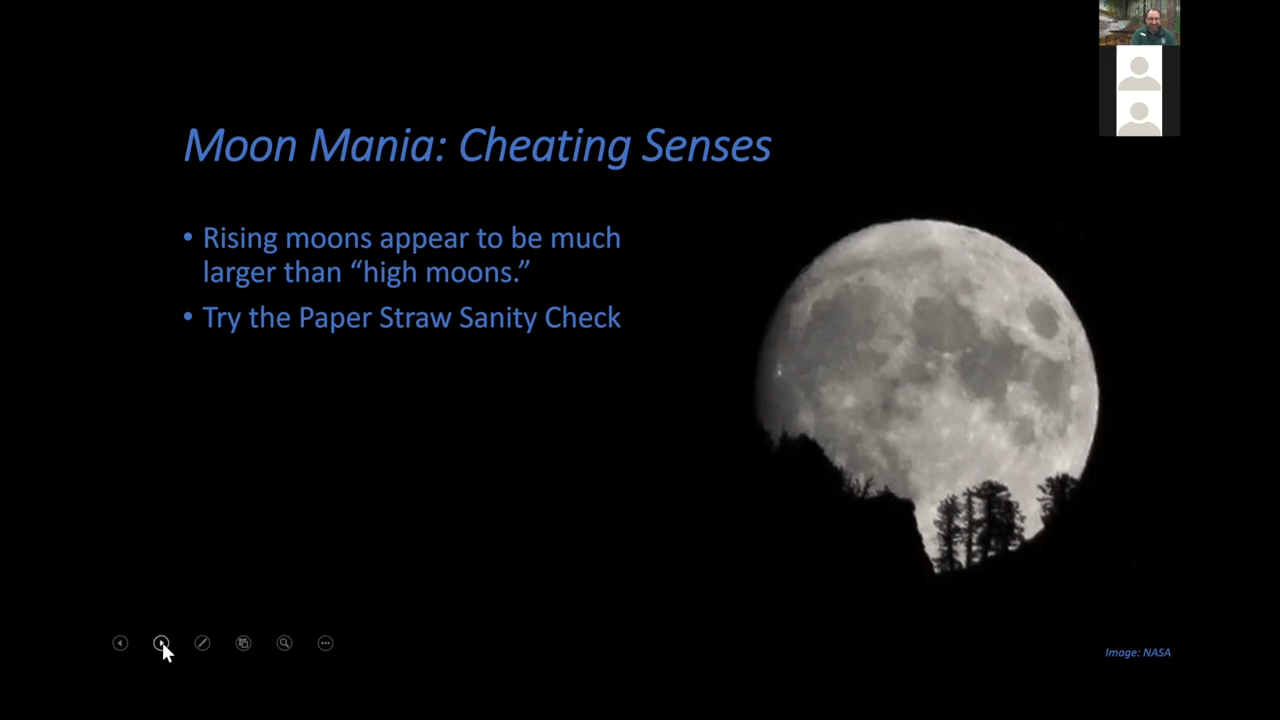 Moon Mania: Cheating Senses
• Rising moons appear to be much
larger than “high moons.”
• Try the Paper Straw Sanity Check
Image: NASA